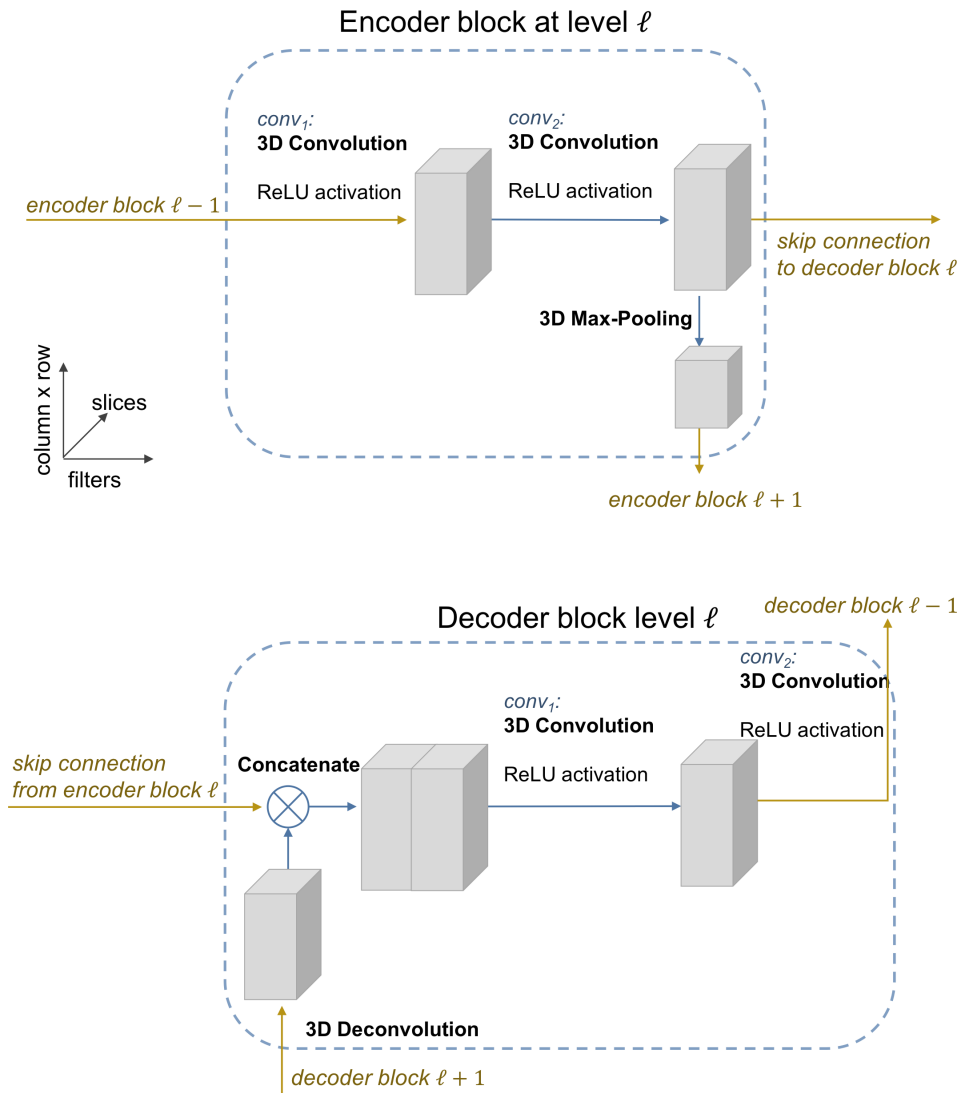 Encoder block at level ℓ
conv₁:
3D Convolution
ReLU activation
conv₂:
3D Convolution
ReLU activation
encoder block ℓ − 1
skip connection
to decoder block ℓ
3D Max-Pooling
column x row
slices
filters
encoder block ℓ + 1
decoder block ℓ − 1
Decoder block level ℓ
conv₂:
3D Convolution
ReLU activation
conv₁:
3D Convolution
ReLU activation
skip connection
from encoder block ℓ
Concatenate
3D Deconvolution
decoder block ℓ + 1